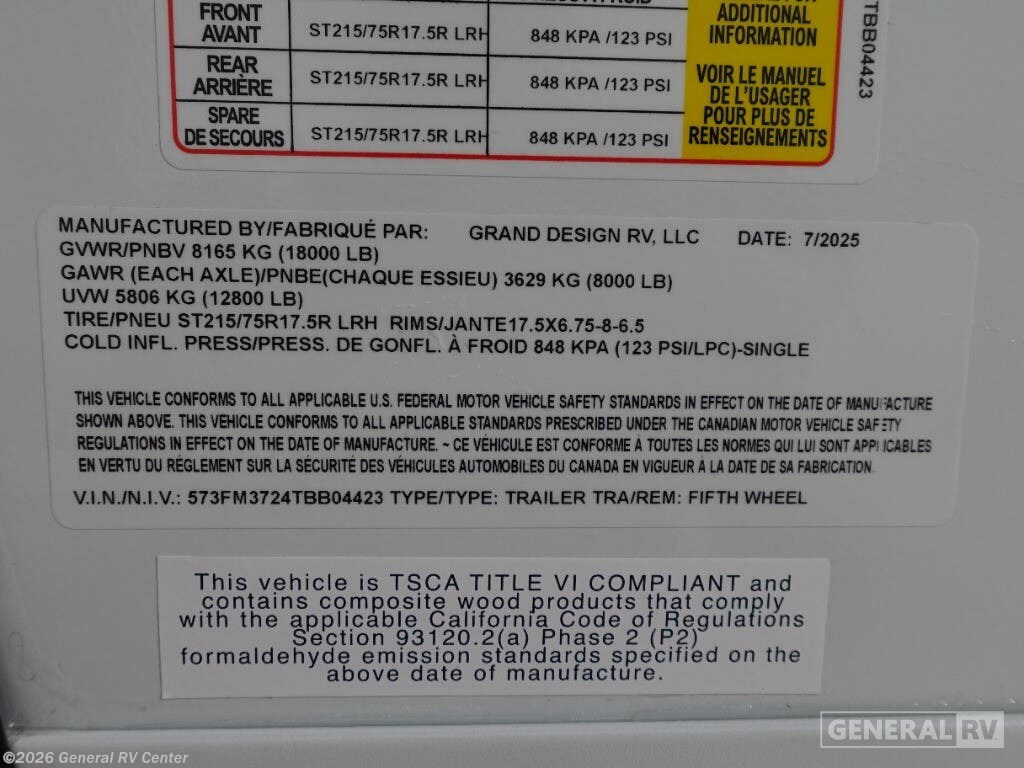 FRONT
AVANT
ST215/75R17.5R LRH
848 KPA /123 PSI
ADDITIONAL
INFORMATION
REAR
ARRIÈRE
ST215/75R17.5R LRH
848 KPA /123 PSI
VOIR LE MANUEL
DE L'USAGER
POUR PLUS DE
RENSEIGNEMENTS
SPARE
DE SECOURS
ST215/75R17.5R LRH
848 KPA /123 PSI
TBB04423
MANUFACTURED BY/FABRIQUÉ PAR: GRAND DESIGN RV, LLC DATE: 7/2025
GVWR/PNBV 8165 KG (18000 LB)
GAWR (EACH AXLE)/PNBE(CHAQUE ESSIEU) 3629 KG (8000 LB)
UVW 5806 KG (12800 LB)
TIRE/PNEU ST215/75R17.5R LRH RIMS/JANTE17.5X6.75-8-6.5
COLD INFL. PRESS/PRESS. DE GONFL. À FROID 848 KPA (123 PSI/LPC)-SINGLE
THIS VEHICLE CONFORMS TO ALL APPLICABLE U.S. FEDERAL MOTOR VEHICLE SAFETY STANDARDS IN EFFECT ON THE DATE OF MANUFACTURE
SHOWN ABOVE. THIS VEHICLE CONFORMS TO ALL APPLICABLE STANDARDS PRESCRIBED UNDER THE CANADIAN MOTOR VEHICLE SAFETY
REGULATIONS IN EFFECT ON THE DATE OF MANUFACTURE. ~ CE VÉHICULE EST CONFORME À TOUTES LES NORMES QUI LUI SONT APPLICABLES
EN VERTU DU RÉGLEMENT SUR LA SÉCURITÉ DES VÉHICULES AUTOMOBILES DU CANADA EN VIGUEUR À LA DATE DE SA FABRICATION.
V.I.N./N.I.V.: 573FM3724TBB04423 TYPE/TYPE: TRAILER TRA/REM: FIFTH WHEEL
This vehicle is TSCA TITLE VI COMPLIANT and
contains composite wood products that comply
with the applicable California Code of Regulations
Section 93120.2(a) Phase 2 (P2)
formaldehyde emission standards specified on the
above date of manufacture.
GENERAL RV
©2026 General RV Center